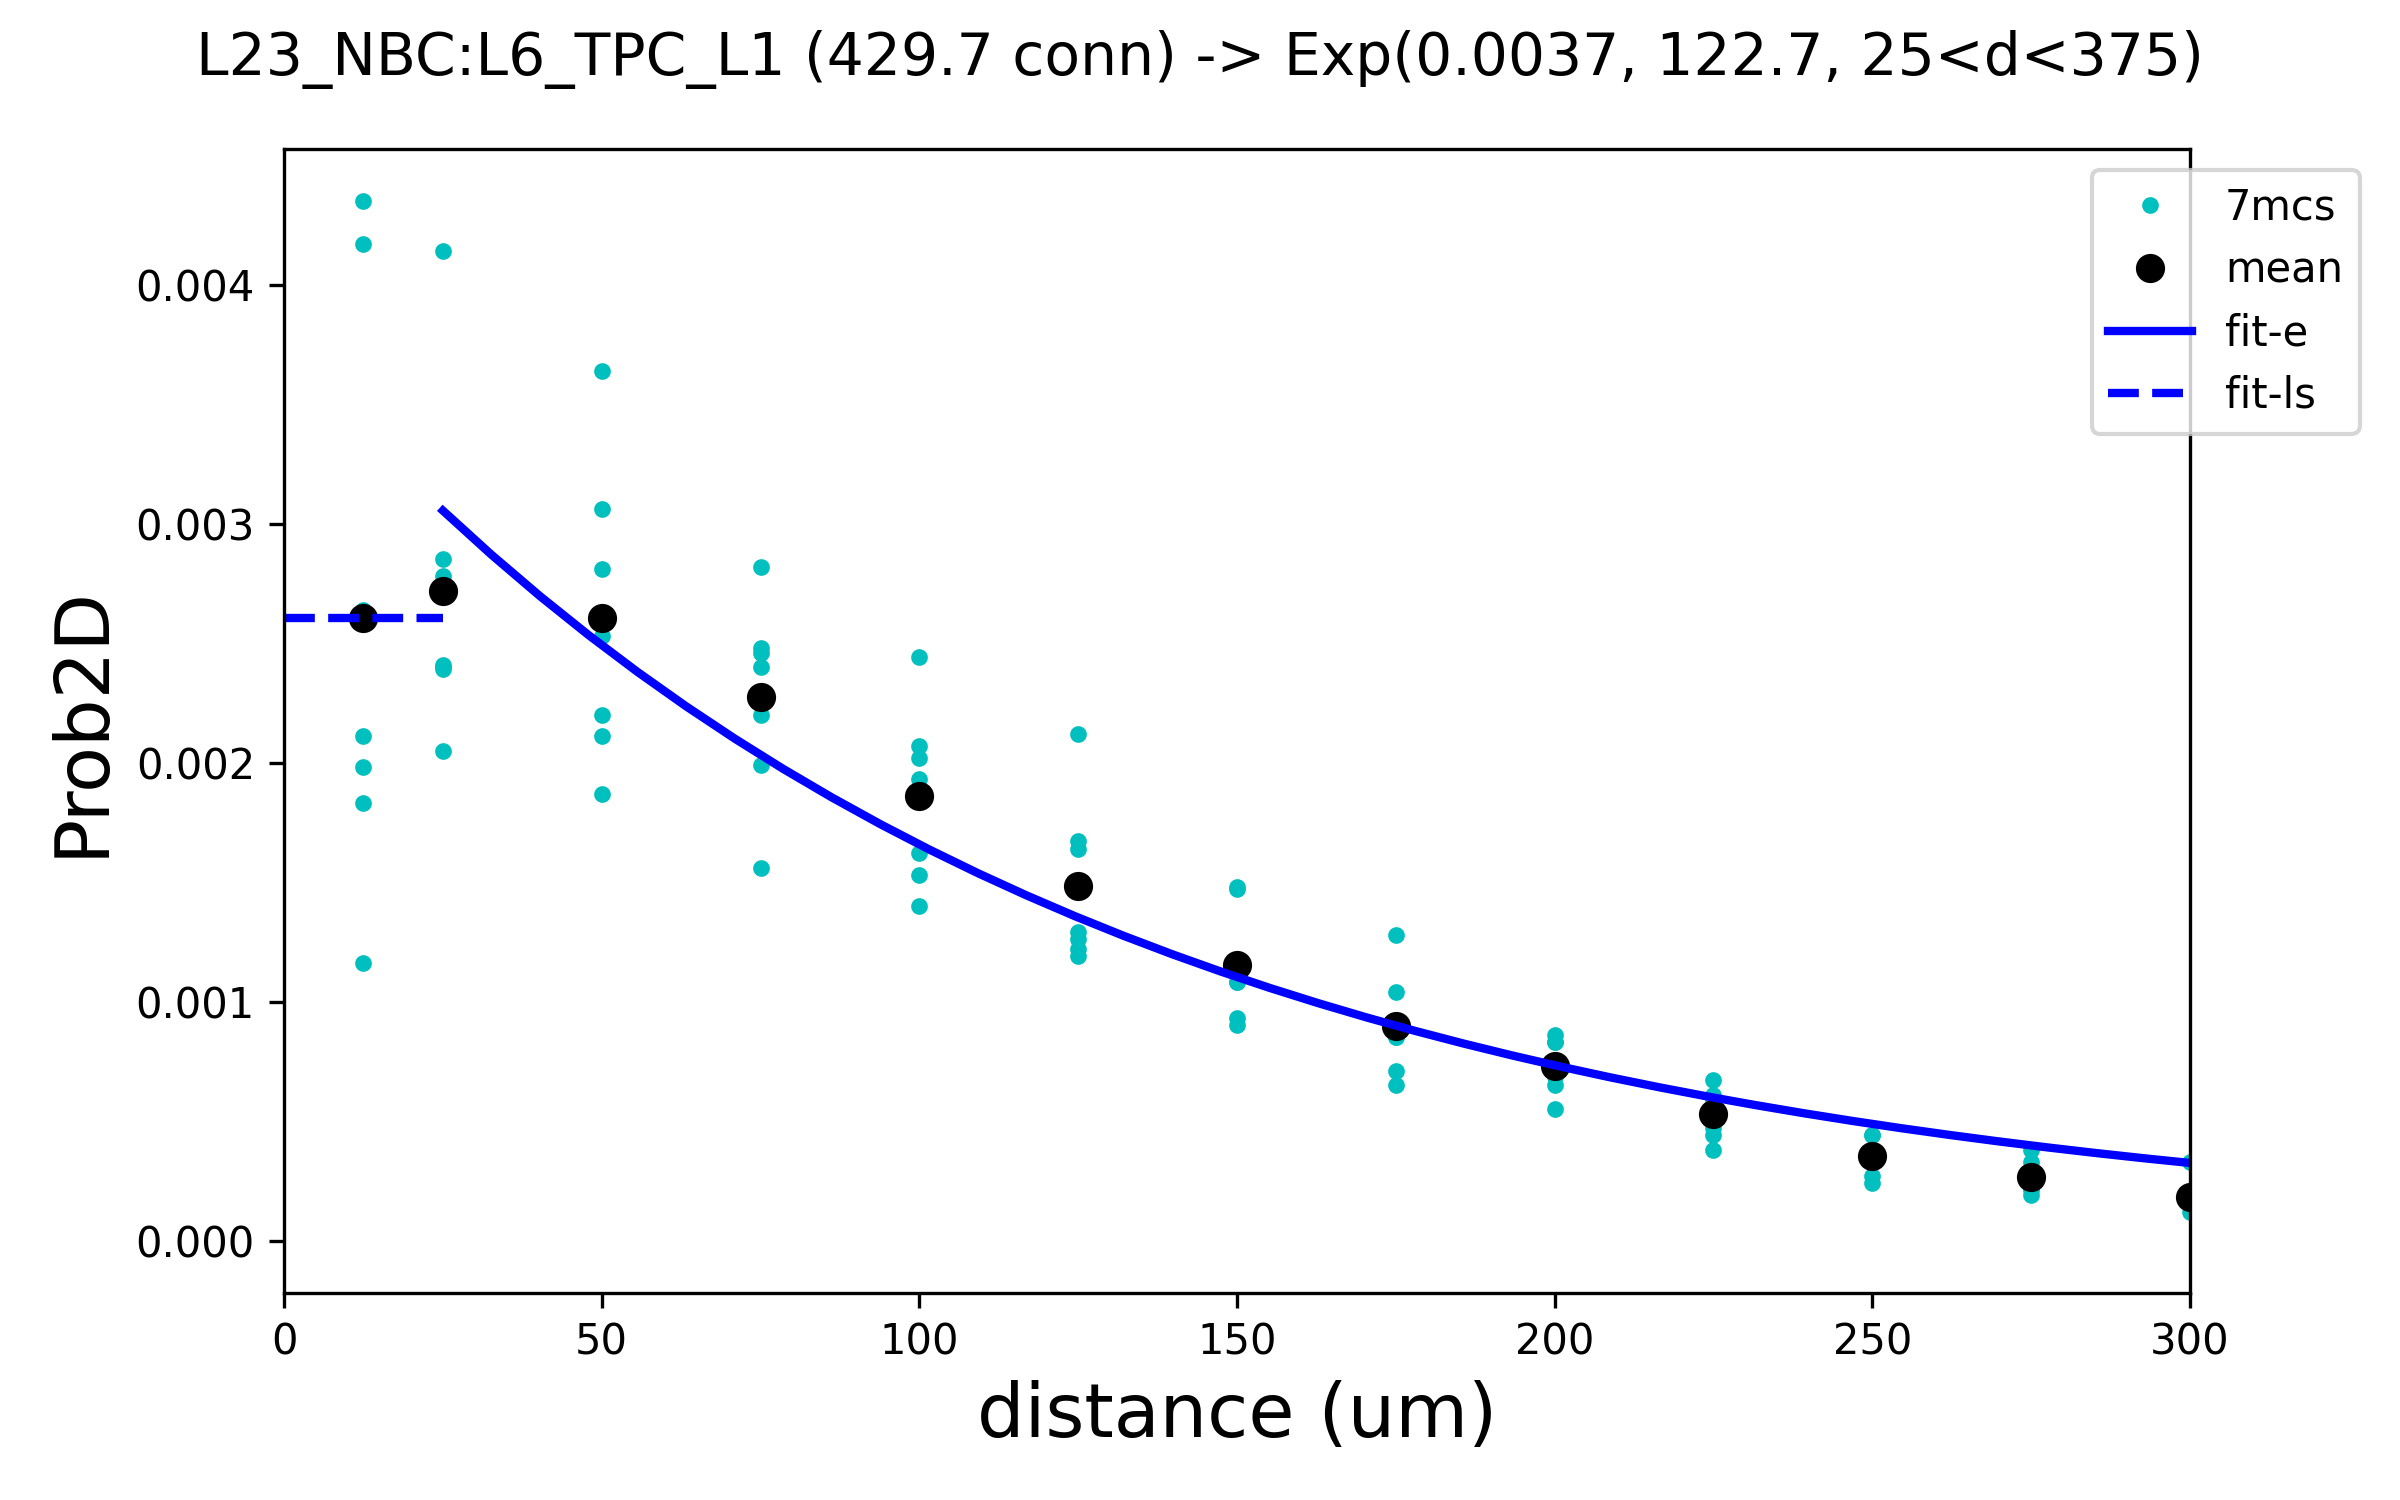 L23_NBC:L6_TPC_L1 (429.7 conn) -> Exp(0.0037, 122.7, 25<d<375)
7mcs
mean
fit-e
fit-ls
0.004
0.003
0.002
0.001
0.000
Prob2D
0 50 100 150 200 250 300
distance (um)